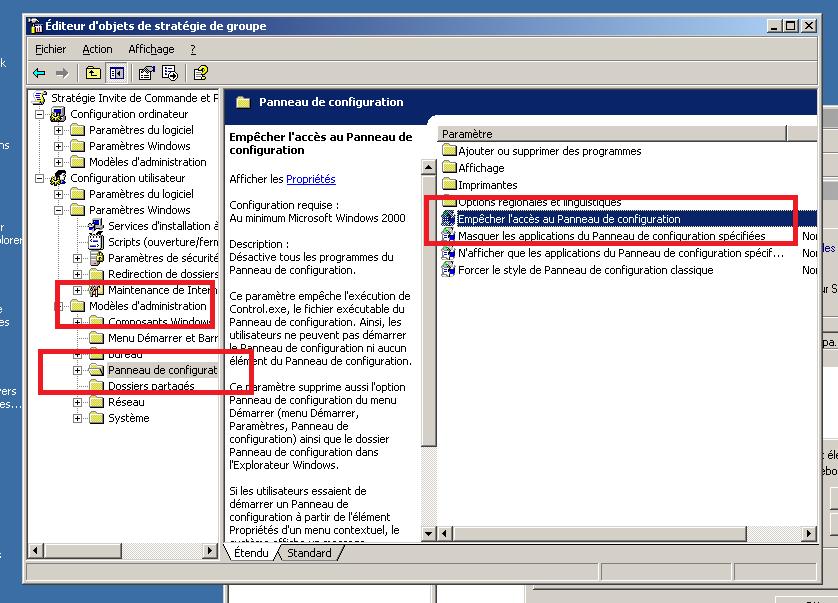 Éditeur d'objets de stratégie de groupe
Fichier Action Affichage ?
Stratégie Invite de Commande et P
Configuration ordinateur
Paramètres du logiciel
Paramètres Windows
Modèles d'administration
Configuration utilisateur
Paramètres du logiciel
Paramètres Windows
Services d'installation à
Scripts (ouverture/ferm
Paramètres de sécurité
Redirection de dossiers
Maintenance de Intern
Modèles d'administration
Composants Windows
Menu Démarrer et Barr
Bureau
Panneau de configurat
Dossiers partagés
Réseau
Système
Panneau de configuration
Empêcher l'accès au Panneau de
configuration
Afficher les Propriétés
Configuration requise :
Au minimum Microsoft Windows 2000
Description :
Désactive tous les programmes du
Panneau de configuration.
Ce paramètre empêche l'exécution de
Control.exe, le fichier exécutable du
Panneau de configuration. Ainsi, les
utilisateurs ne peuvent pas démarrer
le Panneau de configuration ni aucun
élément du Panneau de configuration.
Ce paramètre supprime aussi l'option
Panneau de configuration du menu
Démarrer (menu Démarrer,
Paramètres, Panneau de
configuration) ainsi que le dossier
Panneau de configuration dans
l'Explorateur Windows.
Si les utilisateurs essaient de
démarrer un Panneau de
configuration à partir de l'élément
Propriétés d'un menu contextuel, le
système affiche un message
Paramètre
Ajouter ou supprimer des programmes
Affichage
Imprimantes
Options régionales et linguistiques
Empêcher l'accès au Panneau de configuration
Masquer les applications du Panneau de configuration spécifiées Non
N'afficher que les applications du Panneau de configuration spécif... Non
Forcer le style de Panneau de configuration classique Non
Étendu Standard